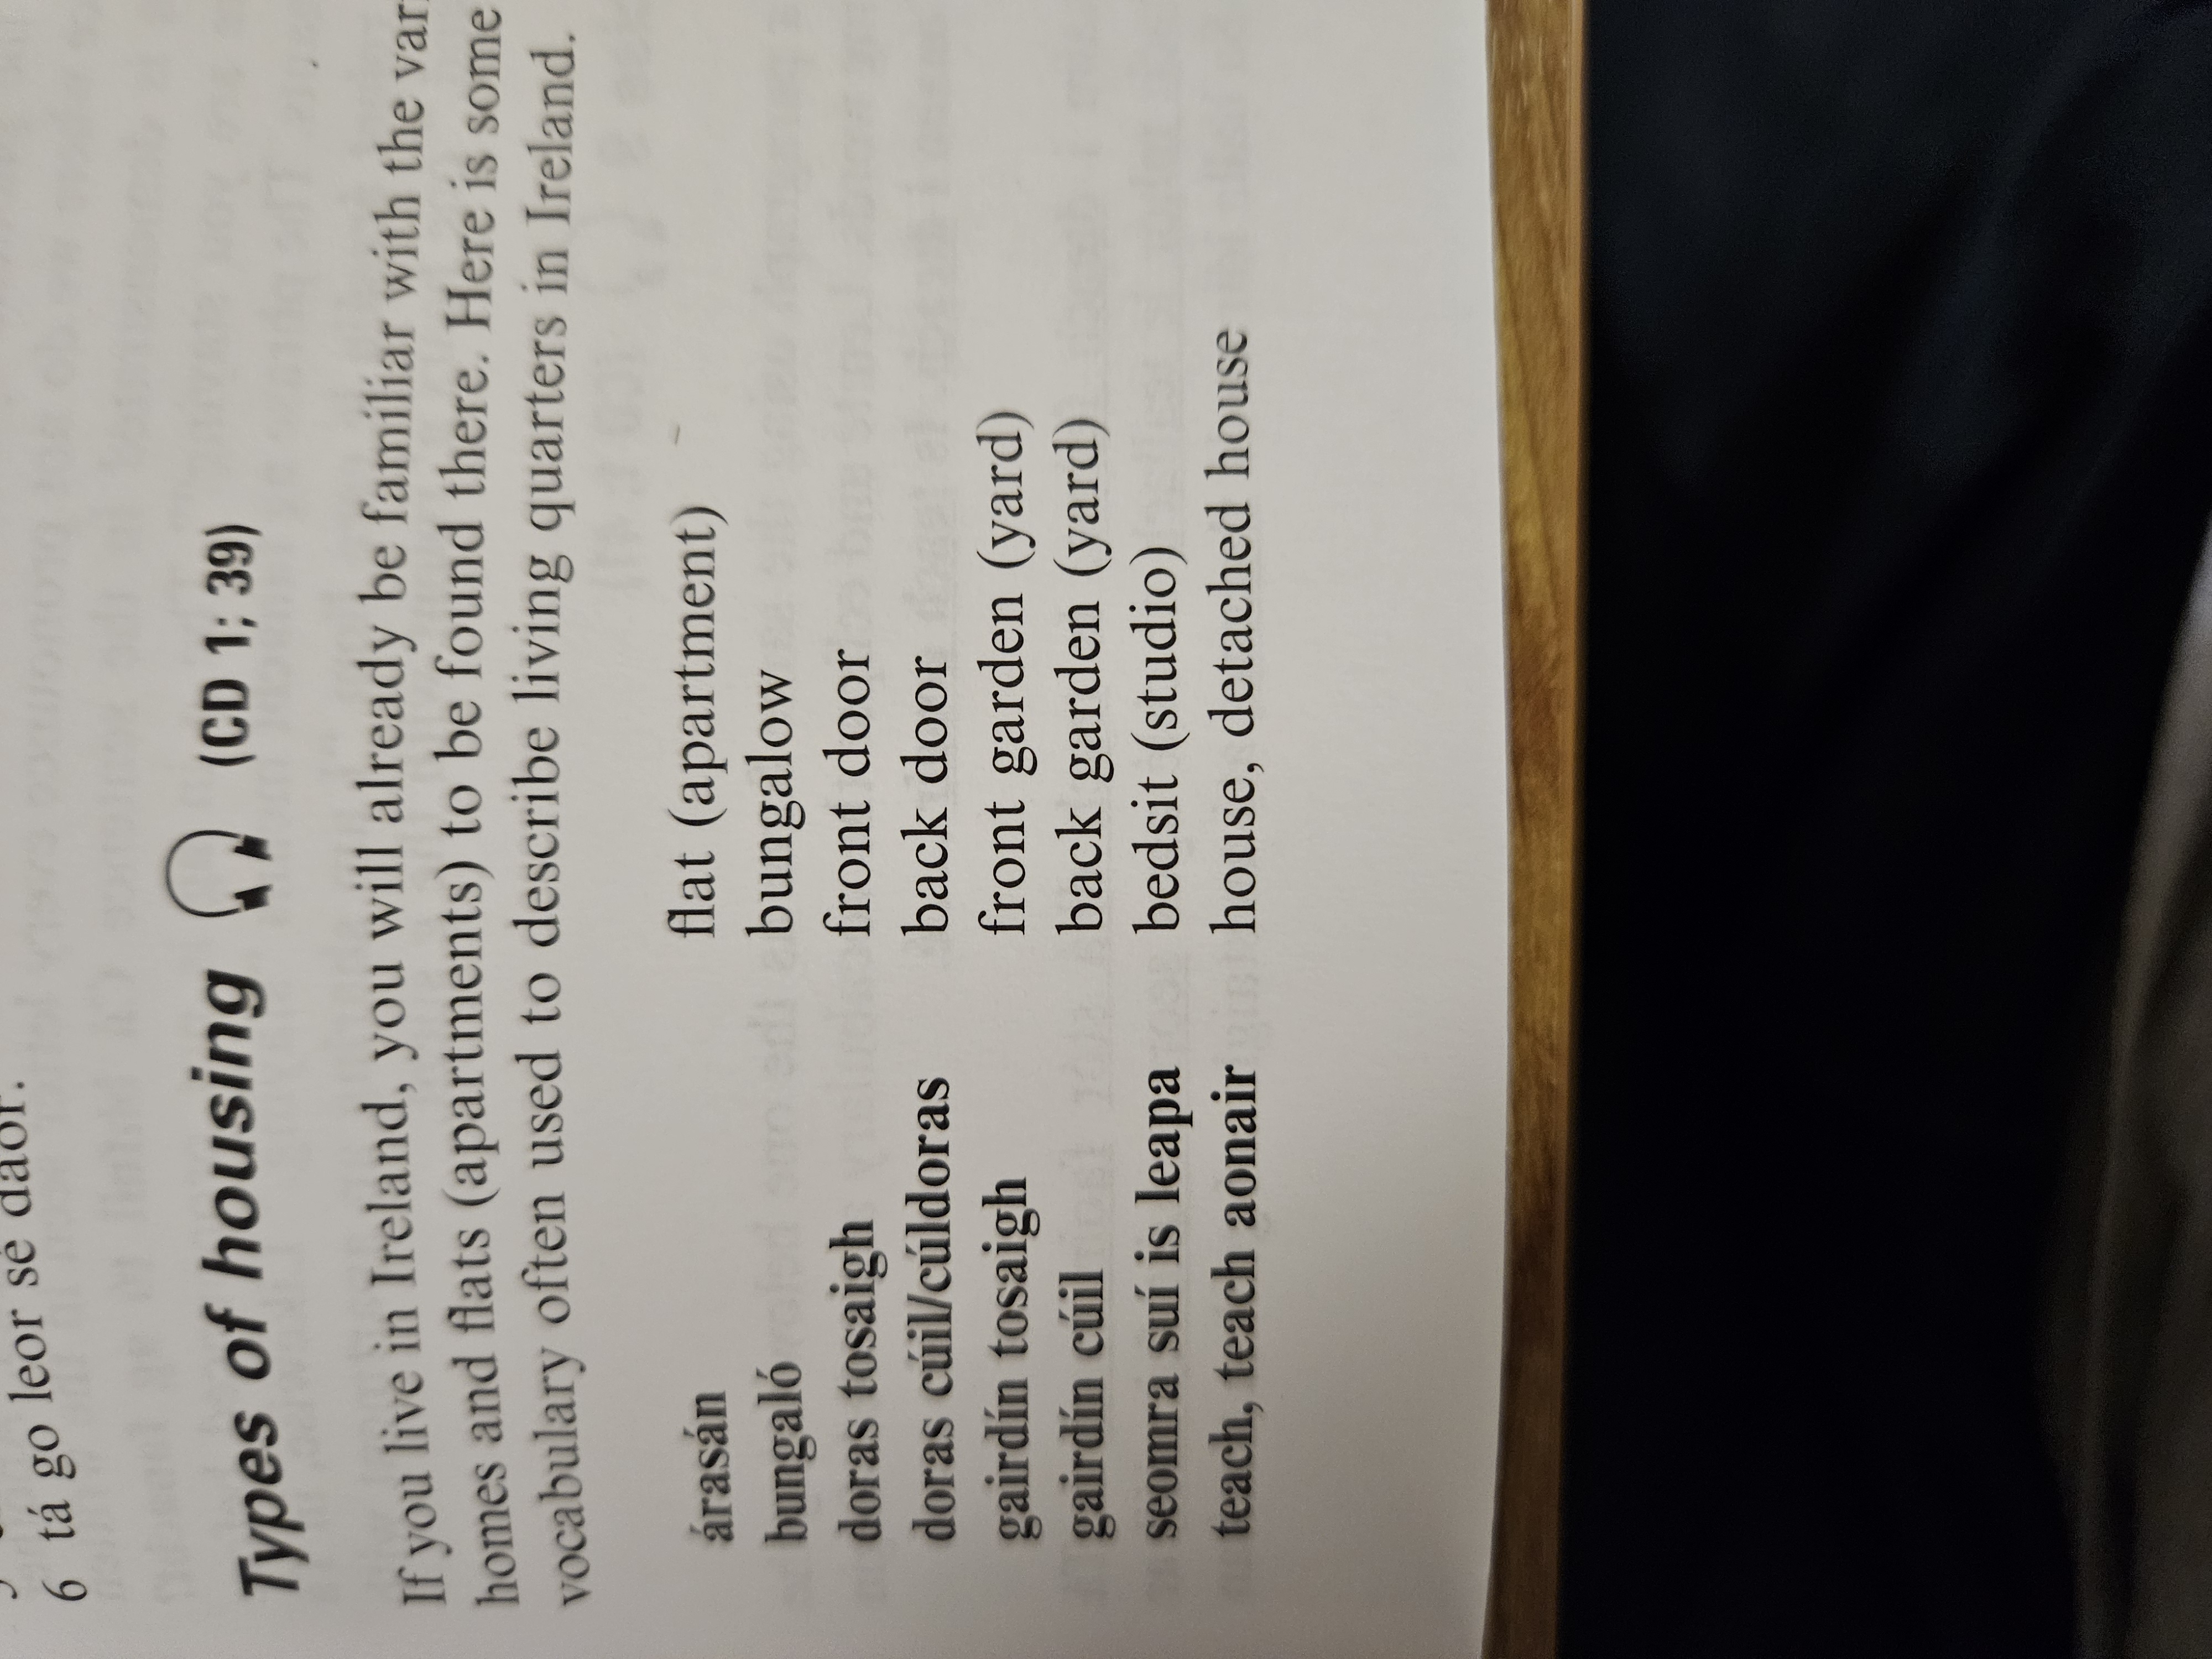 6 tá go leor sé daor.
Types of housing (CD 1; 39)
If you live in Ireland, you will already be familiar with the
homes and flats (apartments) to be found there. Here is some
vocabulary often used to describe living quarters in Ireland.
árasán flat (apartment)
bungaló bungalow
doras tosaigh front door
doras cúil/cúldoras back door
gairdín tosaigh front garden (yard)
gairdín cúil back garden (yard)
seomra suí is leapa bedsit (studio)
teach, teach aonair house, detached house